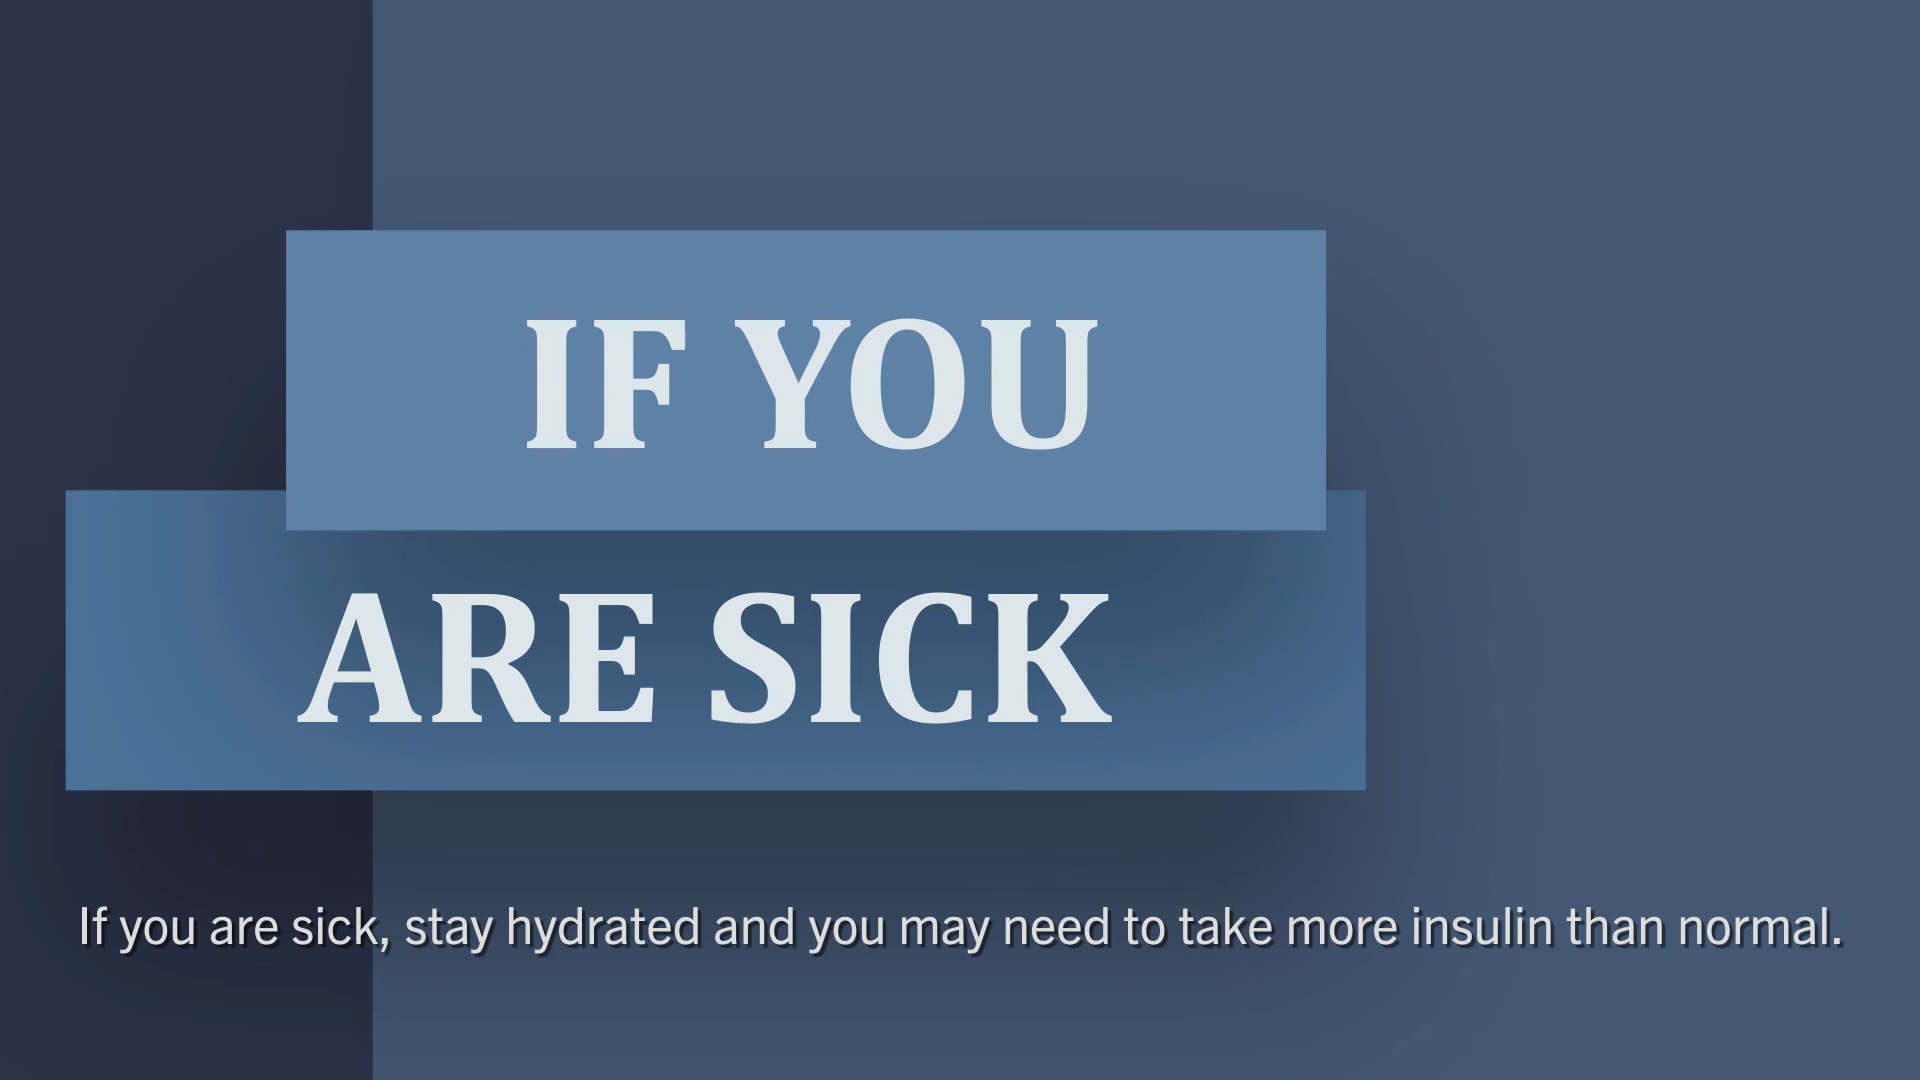 IF YOU
ARE SICK
If you are sick, stay hydrated and you may need to take more insulin than normal.